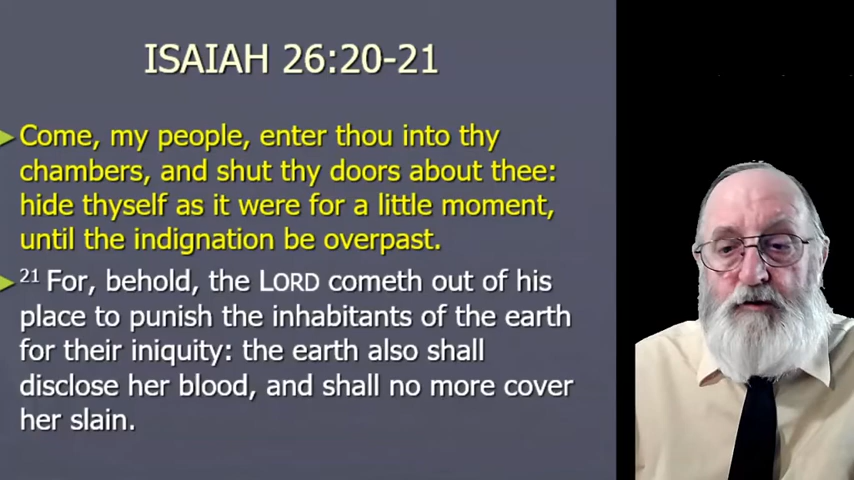 ISAIAH 26:20-21
Come, my people, enter thou into thy
chambers, and shut thy doors about thee:
hide thyself as it were for a little moment,
until the indignation be overpast.
21 For, behold, the LORD cometh out of his
place to punish the inhabitants of the earth
for their iniquity: the earth also shall
disclose her blood, and shall no more cover
her slain.